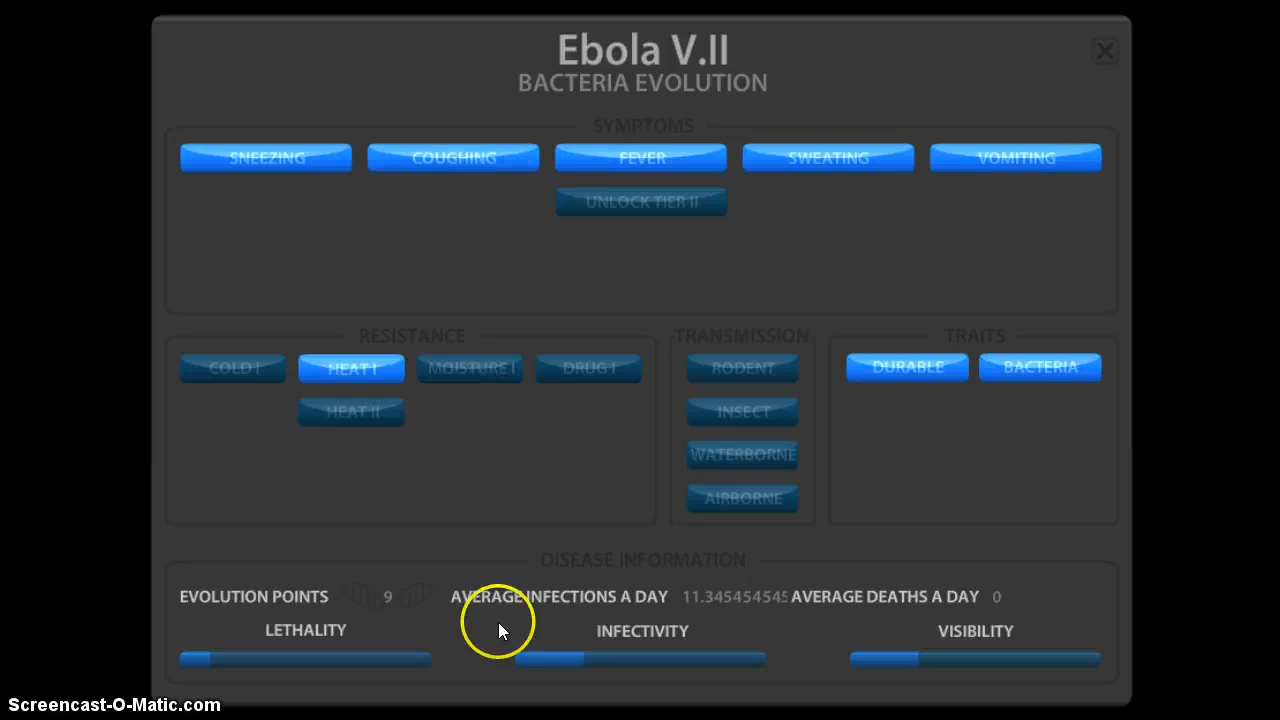 Ebola V.II
BACTERIA EVOLUTION
SYMPTOMS
SNEEZING COUGHING FEVER SWEATING VOMITING
UNLOCK TIER II
RESISTANCE TRANSMISSION TRAITS
COLD I HEAT I MOISTURE I DRUG I RODENT DURABLE BACTERIA
HEAT II INSECT
WATERBORNE
AIRBORNE
DISEASE INFORMATION
EVOLUTION POINTS 9 AVERAGE INFECTIONS A DAY 11.345454545 AVERAGE DEATHS A DAY 0
LETHALITY INFECTIVITY VISIBILITY
Screencast-O-Matic.com